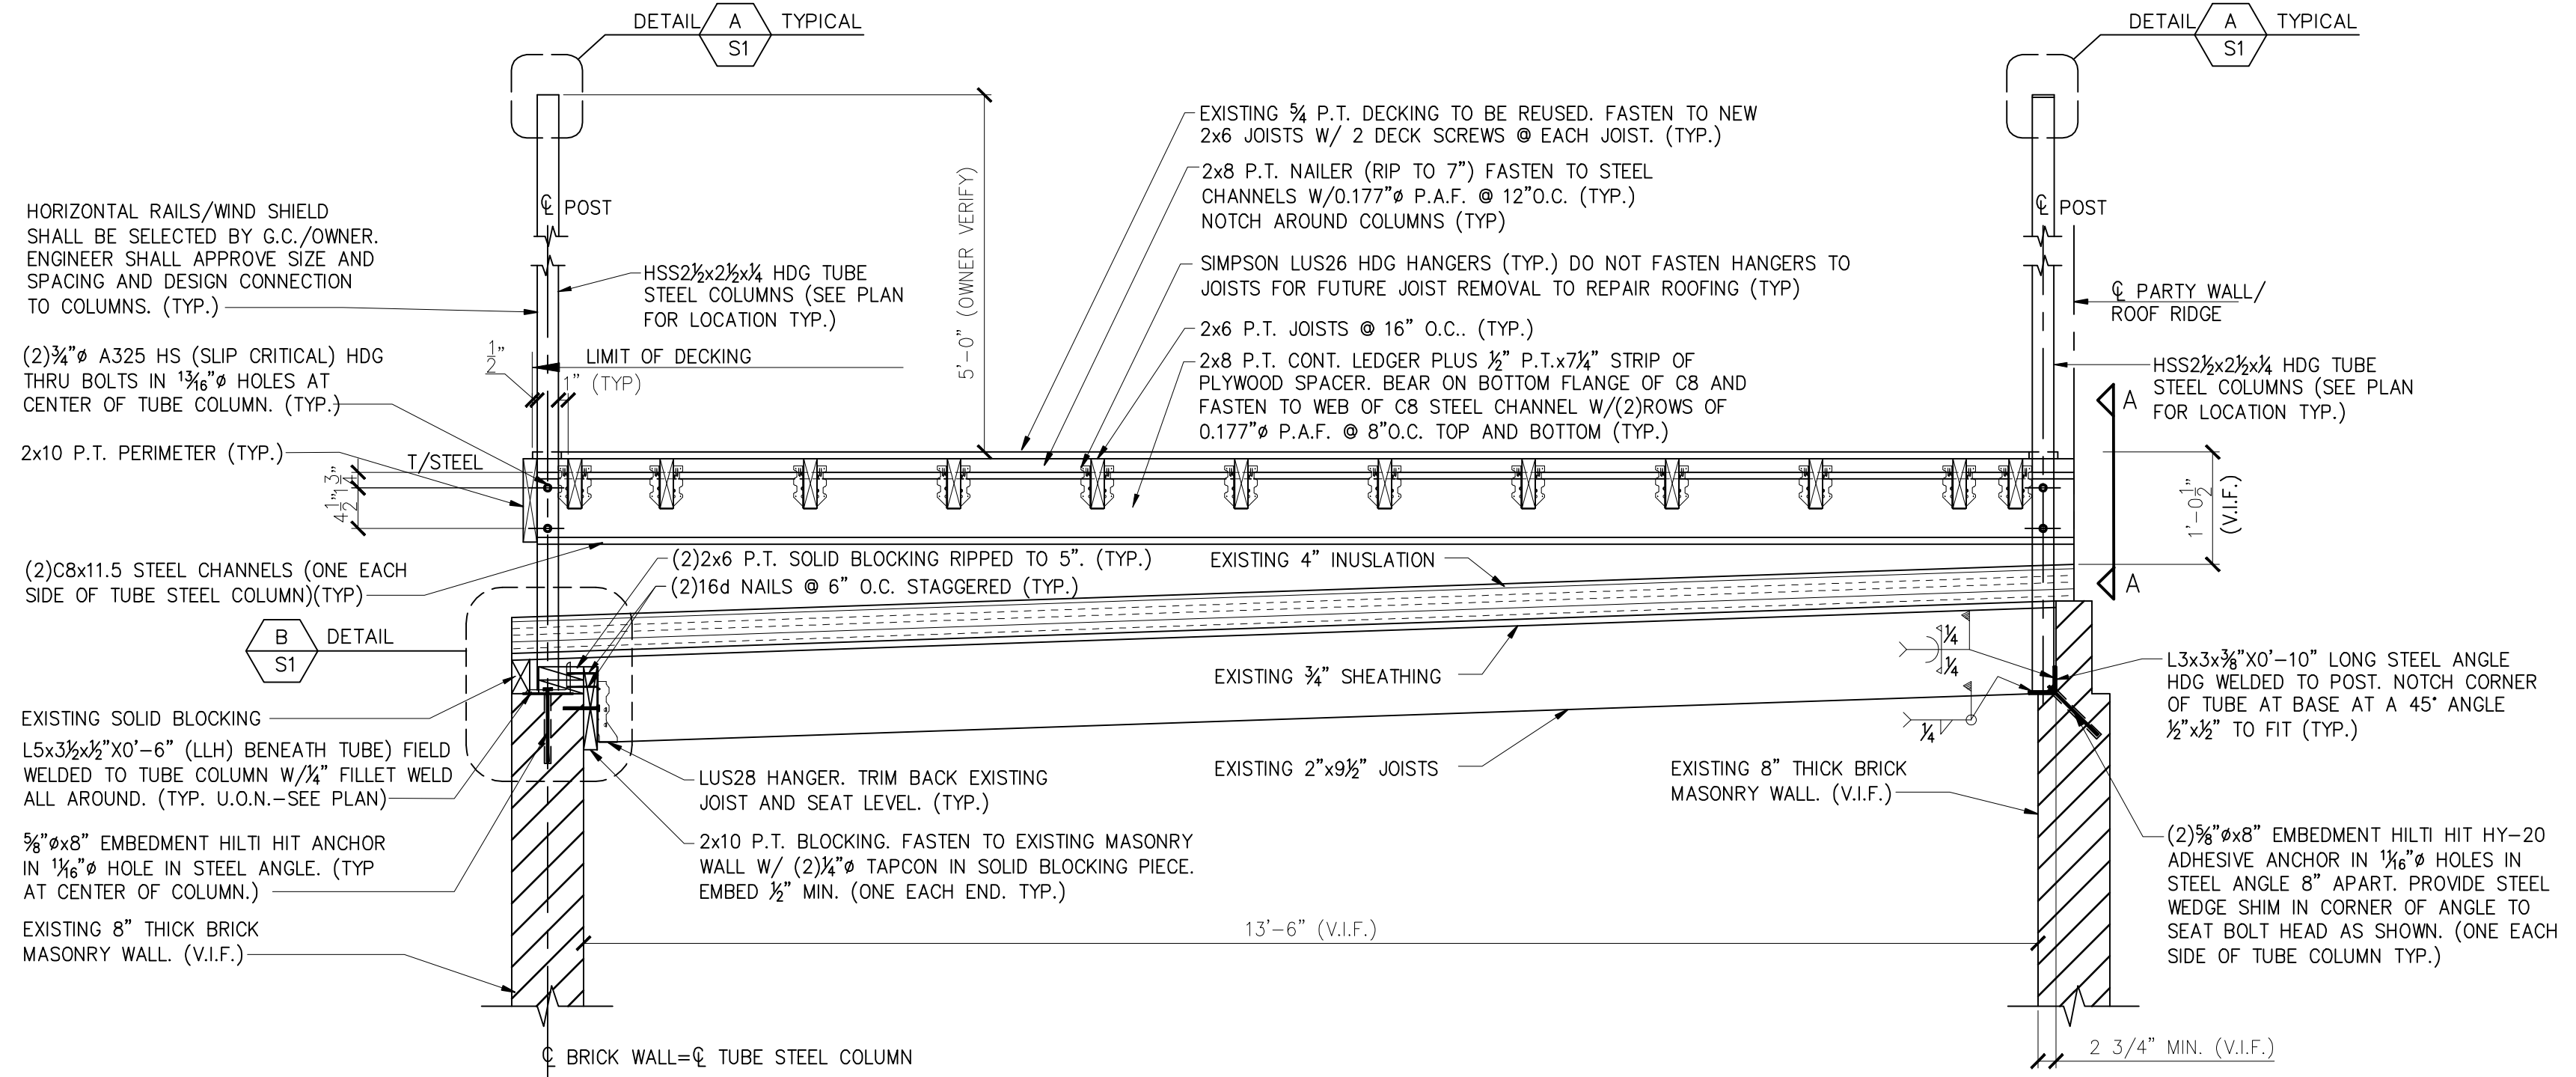 DETAIL A TYPICAL
S1
DETAIL A TYPICAL
S1
HORIZONTAL RAILS/WIND SHIELD
SHALL BE SELECTED BY G.C./OWNER.
ENGINEER SHALL APPROVE SIZE AND
SPACING AND DESIGN CONNECTION
TO COLUMNS. (TYP.)
(2)¾"ø A325 HS (SLIP CRITICAL) HDG
THRU BOLTS IN 13/16"ø HOLES AT
CENTER OF TUBE COLUMN. (TYP.)
2x10 P.T. PERIMETER (TYP.)
T/STEEL
1¾"
4½"
(2)C8x11.5 STEEL CHANNELS (ONE EACH
SIDE OF TUBE STEEL COLUMN)(TYP)
B DETAIL
S1
EXISTING SOLID BLOCKING
L5x3½x½"X0'-6" (LLH) BENEATH TUBE) FIELD
WELDED TO TUBE COLUMN W/¼" FILLET WELD
ALL AROUND. (TYP. U.O.N.-SEE PLAN)
⅝"øx8" EMBEDMENT HILTI HIT ANCHOR
IN 11/16"ø HOLE IN STEEL ANGLE. (TYP
AT CENTER OF COLUMN.)
EXISTING 8" THICK BRICK
MASONRY WALL. (V.I.F.)
℄ POST
HSS2½x2½x¼ HDG TUBE
STEEL COLUMNS (SEE PLAN
FOR LOCATION TYP.)
½"
LIMIT OF DECKING
1" (TYP)
5'-0" (OWNER VERIFY)
EXISTING 5/4 P.T. DECKING TO BE REUSED. FASTEN TO NEW
2x6 JOISTS W/ 2 DECK SCREWS @ EACH JOIST. (TYP.)
2x8 P.T. NAILER (RIP TO 7") FASTEN TO STEEL
CHANNELS W/0.177"ø P.A.F. @ 12"O.C. (TYP.)
NOTCH AROUND COLUMNS (TYP)
SIMPSON LUS26 HDG HANGERS (TYP.) DO NOT FASTEN HANGERS TO
JOISTS FOR FUTURE JOIST REMOVAL TO REPAIR ROOFING (TYP)
2x6 P.T. JOISTS @ 16" O.C.. (TYP.)
2x8 P.T. CONT. LEDGER PLUS ½" P.T.x7¼" STRIP OF
PLYWOOD SPACER. BEAR ON BOTTOM FLANGE OF C8 AND
FASTEN TO WEB OF C8 STEEL CHANNEL W/(2)ROWS OF
0.177"ø P.A.F. @ 8"O.C. TOP AND BOTTOM (TYP.)
(2)2x6 P.T. SOLID BLOCKING RIPPED TO 5". (TYP.)
(2)16d NAILS @ 6" O.C. STAGGERED (TYP.)
EXISTING 4" INUSLATION
EXISTING ¾" SHEATHING
EXISTING 2"x9½" JOISTS
LUS28 HANGER. TRIM BACK EXISTING
JOIST AND SEAT LEVEL. (TYP.)
2x10 P.T. BLOCKING. FASTEN TO EXISTING MASONRY
WALL W/ (2)¼"ø TAPCON IN SOLID BLOCKING PIECE.
EMBED ½" MIN. (ONE EACH END. TYP.)
13'-6" (V.I.F.)
℄ BRICK WALL=℄ TUBE STEEL COLUMN
℄ POST
℄ PARTY WALL/
ROOF RIDGE
HSS2½x2½x¼ HDG TUBE
STEEL COLUMNS (SEE PLAN
FOR LOCATION TYP.)
A
1'-0½"
(V.I.F.)
A
¼
¼
¼
L3x3x⅜"X0'-10" LONG STEEL ANGLE
HDG WELDED TO POST. NOTCH CORNER
OF TUBE AT BASE AT A 45° ANGLE
½"x½" TO FIT (TYP.)
EXISTING 8" THICK BRICK
MASONRY WALL. (V.I.F.)
(2)⅝"øx8" EMBEDMENT HILTI HIT HY-20
ADHESIVE ANCHOR IN 11/16"ø HOLES IN
STEEL ANGLE 8" APART. PROVIDE STEEL
WEDGE SHIM IN CORNER OF ANGLE TO
SEAT BOLT HEAD AS SHOWN. (ONE EACH
SIDE OF TUBE COLUMN TYP.)
2 3/4" MIN. (V.I.F.)